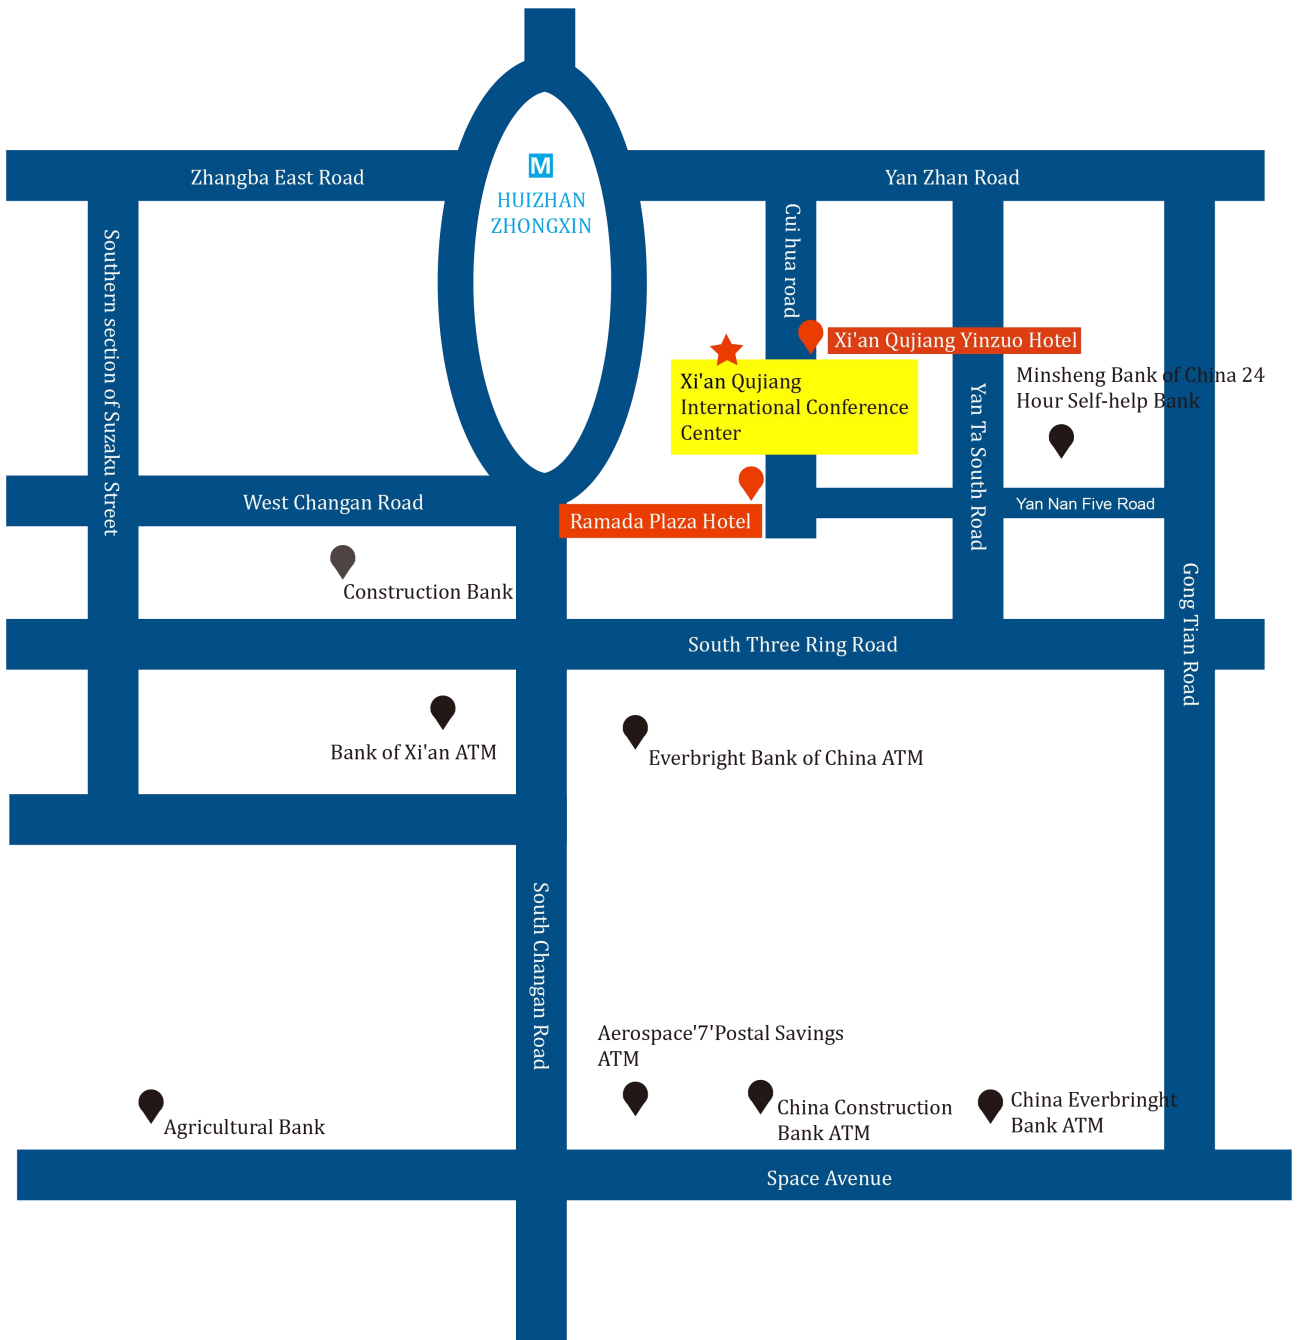 M
HUIZHAN
ZHONGXIN
Zhangba East Road
Yan Zhan Road
Cui hua road
Southern section of Suzaku Street
Xi'an Qujiang Yinzuo Hotel
Xi'an Qujiang
International Conference
Center
Minsheng Bank of China 24
Hour Self-help Bank
Yan Ta South Road
West Changan Road
Ramada Plaza Hotel
Yan Nan Five Road
Construction Bank
South Three Ring Road
Gong Tian Road
Bank of Xi'an ATM
Everbright Bank of China ATM
South Changan Road
Aerospace'7'Postal Savings
ATM
Agricultural Bank
China Construction
Bank ATM
China Everbringht
Bank ATM
Space Avenue